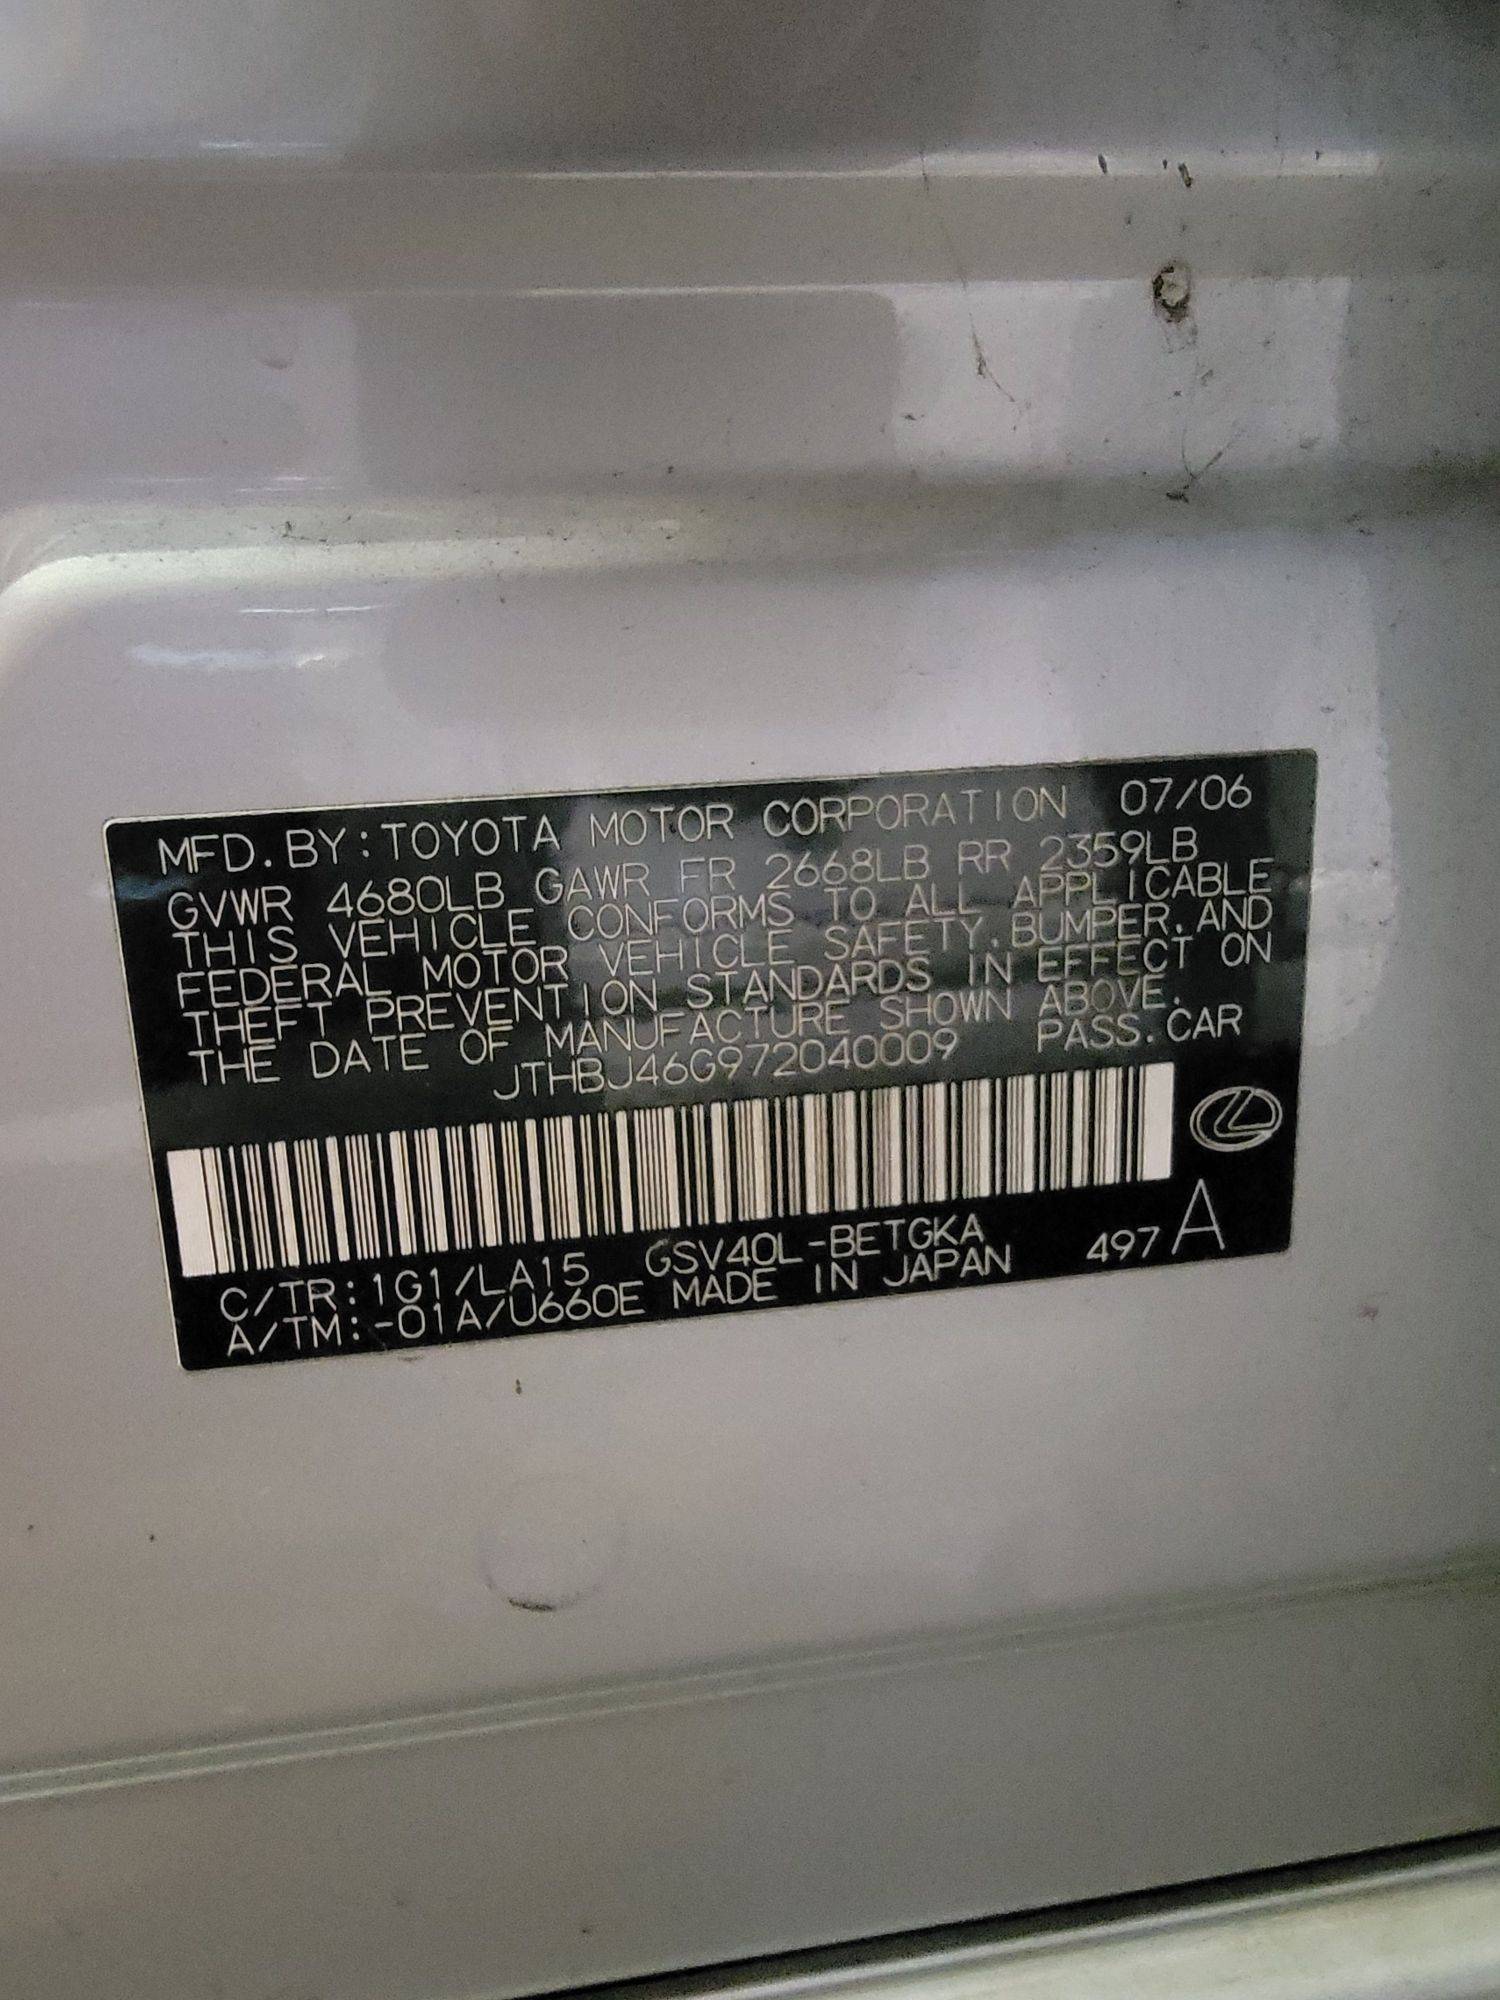 MFD. BY: TOYOTA MOTOR CORPORATION 07/06
GVWR 4680LB GAWR FR 2668LB RR 2359LB
THIS VEHICLE CONFORMS TO ALL APPLICABLE
FEDERAL MOTOR VEHICLE SAFETY, BUMPER, AND
THEFT PREVENTION STANDARDS IN EFFECT ON
THE DATE OF MANUFACTURE SHOWN ABOVE.
JTHBJ46G972040009 PASS. CAR
C/TR: 1G1/LA15 GSV40L-BETGKA 497 A
A/TM: -01A/U660E MADE IN JAPAN